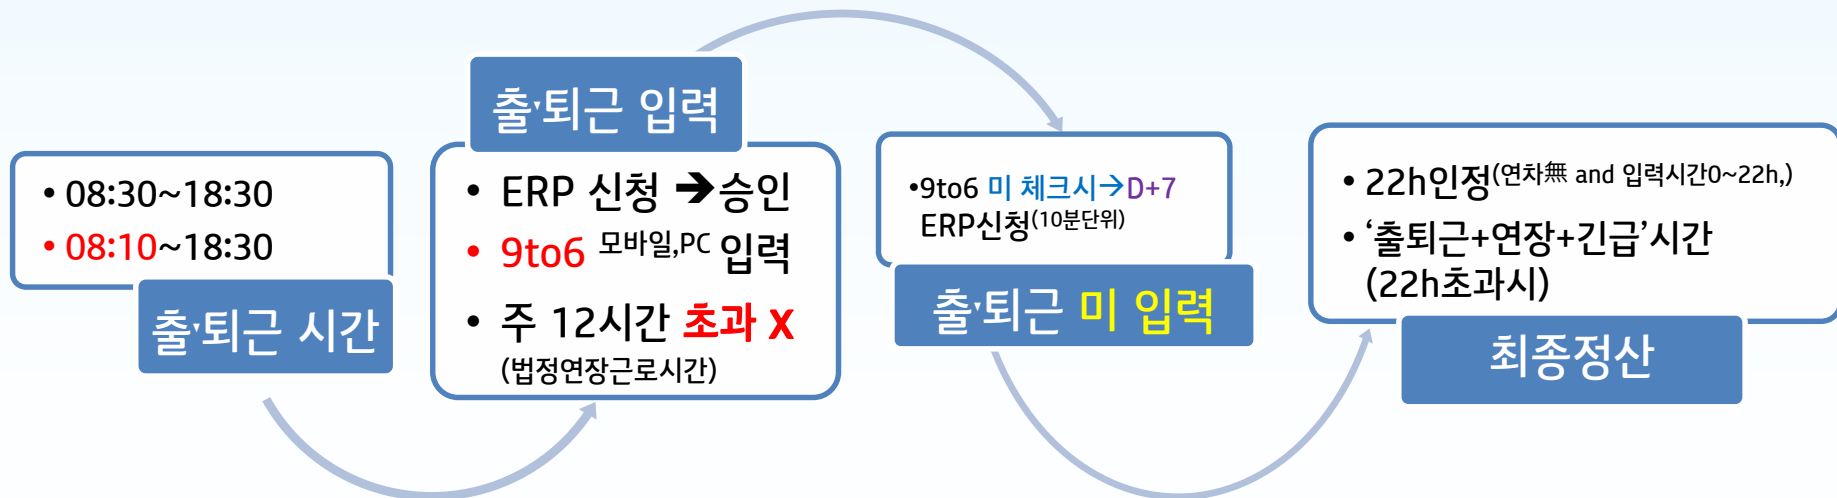 • 08:30~18:30
• 08:10~18:30
출‧퇴근 시간
출‧퇴근 입력
• ERP 신청 ➔승인
• 9to6 모바일,PC 입력
• 주 12시간 초과 X
(법정연장근로시간)
•9to6 미 체크시→D+7
ERP신청(10분단위)
출‧퇴근 미 입력
• 22h인정(연차無 and 입력시간0~22h,)
• ‘출퇴근+연장+긴급’시간
(22h초과시)
최종정산